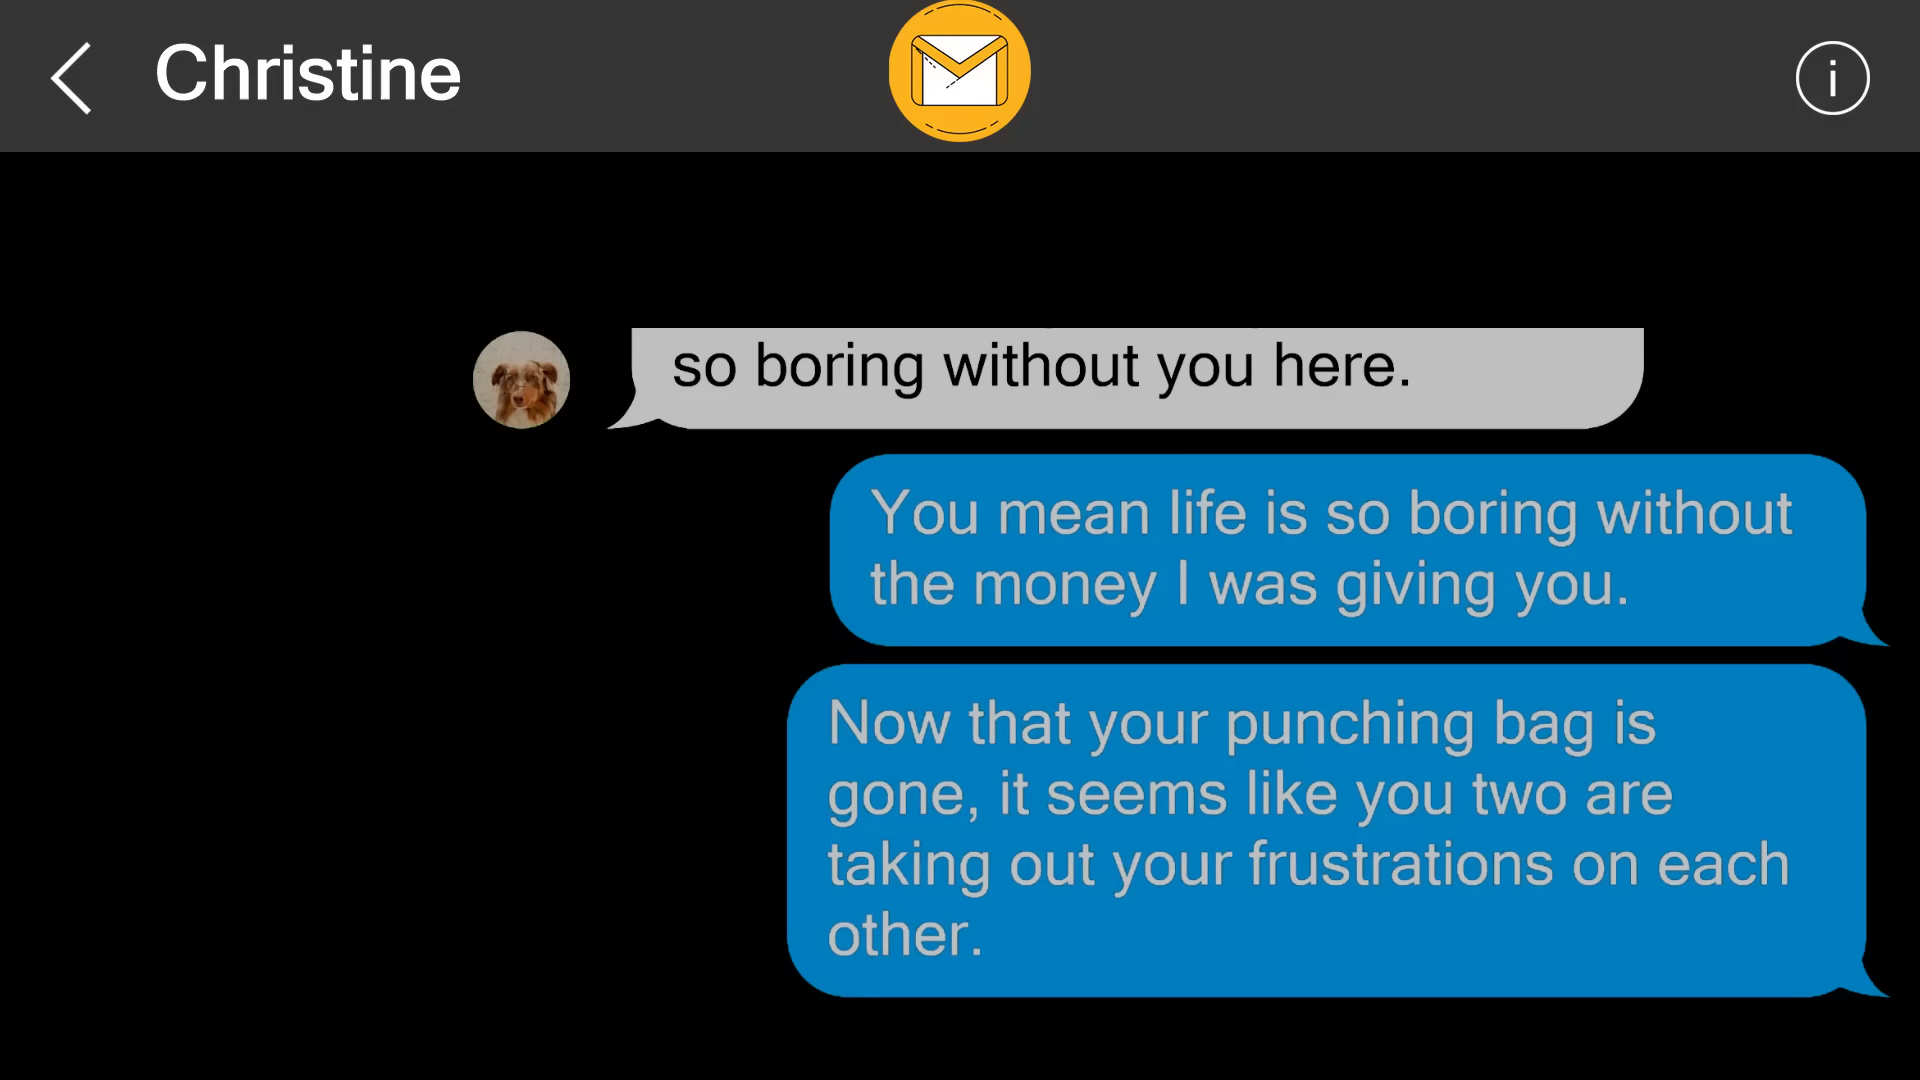 Christine
i
so boring without you here.
You mean life is so boring without
the money I was giving you.
Now that your punching bag is
gone, it seems like you two are
taking out your frustrations on each
other.